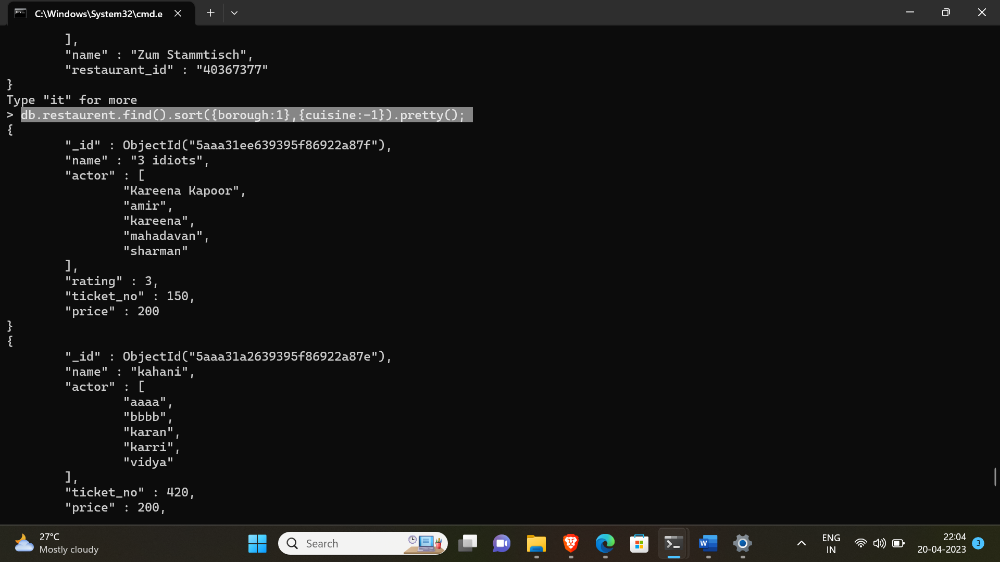 C:\Windows\System32\cmd.e
],
"name" : "Zum Stammtisch",
"restaurant_id" : "40367377"
}
Type "it" for more
> db.restaurent.find().sort({borough:1},{cuisine:-1}).pretty();
{
"_id" : ObjectId("5aaa31ee639395f86922a87f"),
"name" : "3 idiots",
"actor" : [
"Kareena Kapoor",
"amir",
"kareena",
"mahadavan",
"sharman"
],
"rating" : 3,
"ticket_no" : 150,
"price" : 200
}
{
"_id" : ObjectId("5aaa31a2639395f86922a87e"),
"name" : "kahani",
"actor" : [
"aaaa",
"bbbb",
"karan",
"karri",
"vidya"
],
"ticket_no" : 420,
"price" : 200,
27°C
Mostly cloudy
Search
W
ENG
IN
22:04
20-04-2023
3